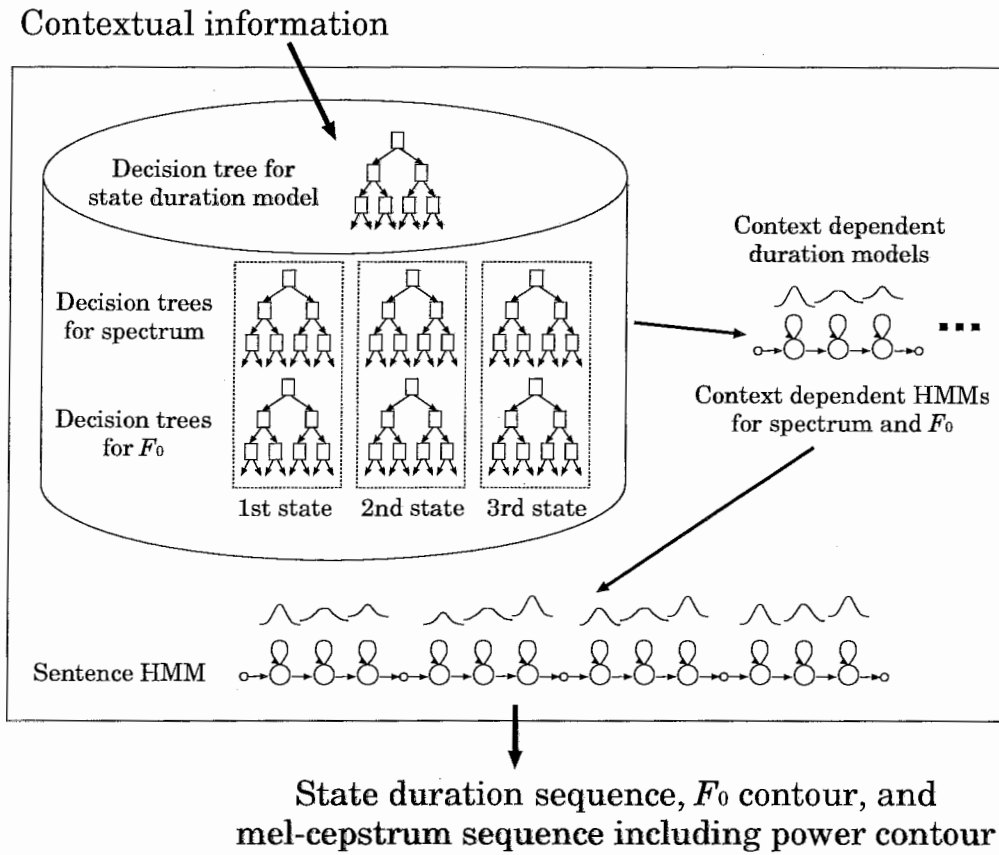 Contextual information
Decision tree for
state duration model
Context dependent
duration models
Decision trees
for spectrum
Context dependent HMMs
for spectrum and F0
Decision trees
for F0
1st state 2nd state 3rd state
Sentence HMM
State duration sequence, F0 contour, and
mel-cepstrum sequence including power contour